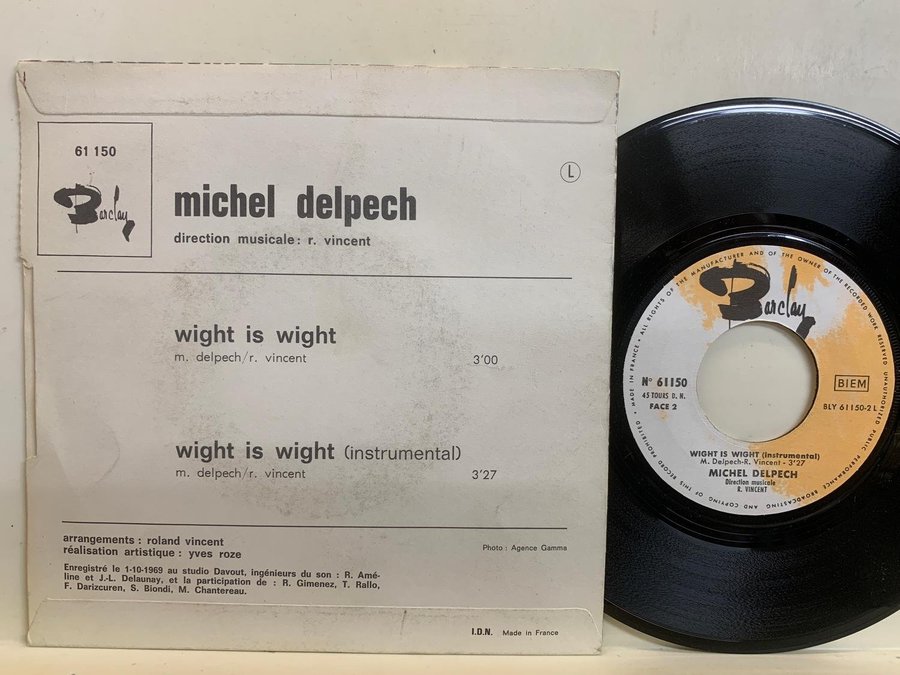 61 150
Barclay
L
michel delpech
direction musicale: r. vincent
wight is wight
m. delpech/r. vincent 3'00
wight is wight (instrumental)
m. delpech/r. vincent 3'27
arrangements : roland vincent
réalisation artistique : yves roze
Photo : Agence Gamma
Enregistré le 1-10-1969 au studio Davout, ingénieurs du son : R. Amé-
line et J.-L. Delaunay, et la participation de : R. Gimenez, T. Rallo,
F. Darizcuren, S. Biondi, M. Chantereau.
I.D.N. Made in France
• MADE IN FRANCE • ALL RIGHTS OF THE MANUFACTURER AND OF THE OWNER OF THE RECORDED WORK RESERVED UNAUTHORIZED PUBLIC PERFORMANCE BROADCASTING AND COPYING OF THIS RECORD PROHIBITED
Barclay
N° 61150
45 TOURS D. N.
FACE 2
BIEM
BLY 61150-2 L
WIGHT IS WIGHT (instrumental)
M. Delpech-R. Vincent - 3'27
MICHEL DELPECH
Direction musicale
R. VINCENT